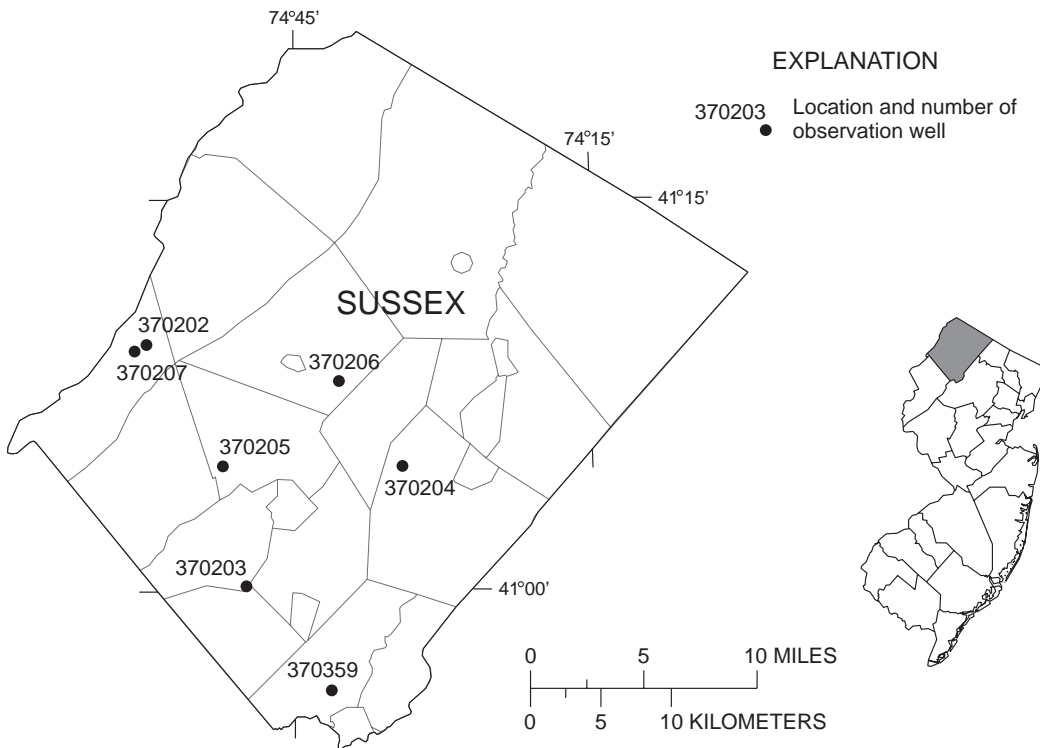 74°45'
EXPLANATION
370203
Location and number of
observation well
74°15'
41°15'
SUSSEX
370202
370207
370206
370205
370204
370203
41°00'
370359
0 5 10 MILES
0 5 10 KILOMETERS